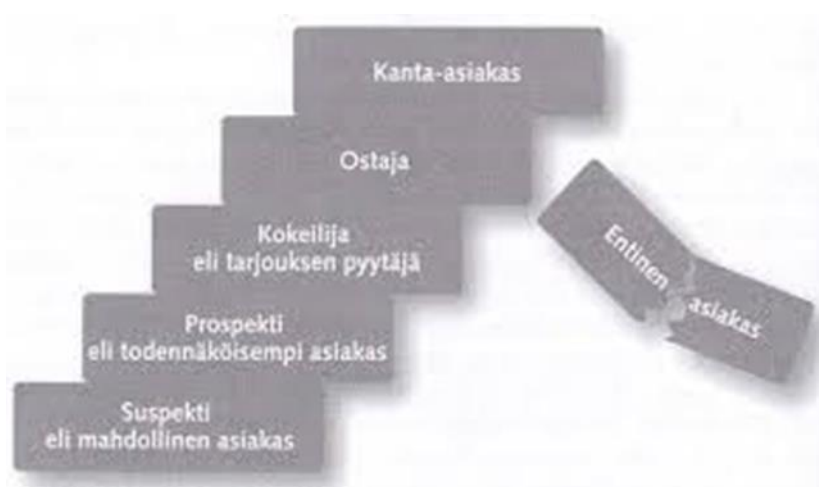 Kanta-asiakas
Ostaja
Kokeilija
eli tarjouksen pyytäjä
Prospekti
eli todennäköisempi asiakas
Suspekti
eli mahdollinen asiakas
Entinen asiakas